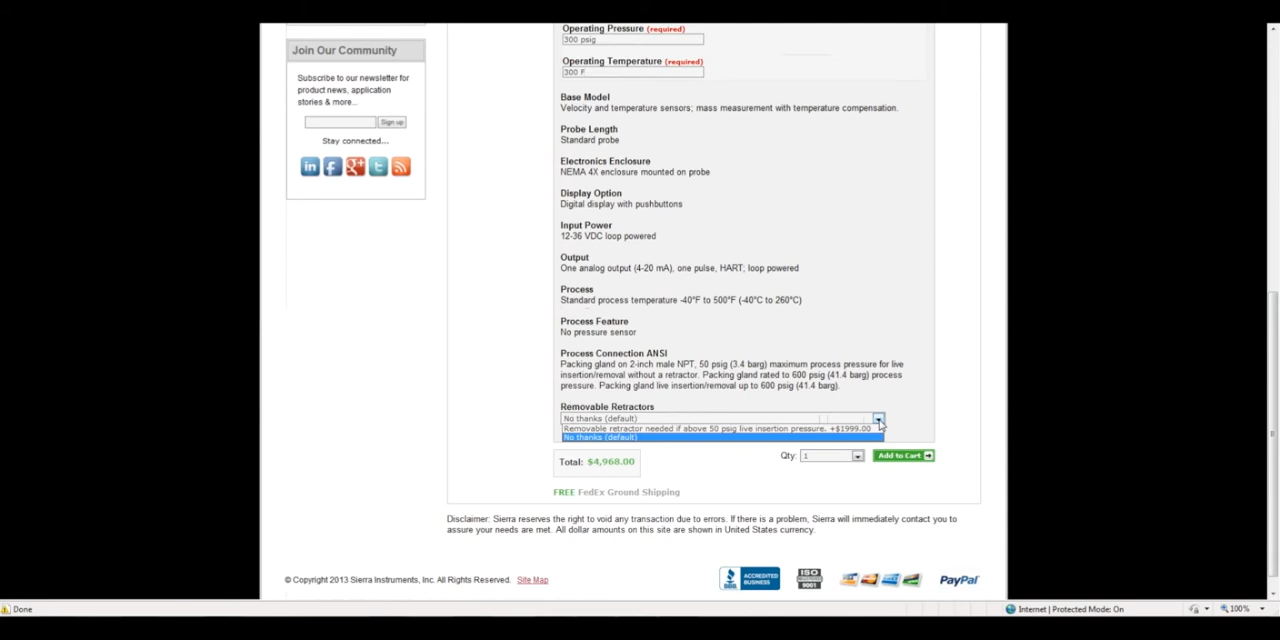 Join Our Community
Subscribe to our newsletter for
product news, application
stories & more...
Sign up
Stay connected...
Operating Pressure (required)
300 psig
Operating Temperature (required)
300 F
Base Model
Velocity and temperature sensors; mass measurement with temperature compensation.
Probe Length
Standard probe
Electronics Enclosure
NEMA 4X enclosure mounted on probe
Display Option
Digital display with pushbuttons
Input Power
12-36 VDC loop powered
Output
One analog output (4-20 mA), one pulse, HART; loop powered
Process
Standard process temperature -40°F to 500°F (-40°C to 260°C)
Process Feature
No pressure sensor
Process Connection ANSI
Packing gland on 2-inch male NPT, 50 psig (3.4 barg) maximum process pressure for live
insertion/removal without a retractor. Packing gland rated to 600 psig (41.4 barg) process
pressure. Packing gland live insertion/removal up to 600 psig (41.4 barg).
Removable Retractors
No thanks (default)
Removable retractor needed if above 50 psig live insertion pressure. +$1999.00
No thanks (default)
Total: $4,968.00
Qty: 1
Add to Cart
FREE FedEx Ground Shipping
Disclaimer: Sierra reserves the right to void any transaction due to errors. If there is a problem, Sierra will immediately contact you to
assure your needs are met. All dollar amounts on this site are shown in United States currency.
© Copyright 2013 Sierra Instruments, Inc. All Rights Reserved. Site Map
BBB ACCREDITED BUSINESS
ISO 9001
PayPal
Done
Internet | Protected Mode: On
100%